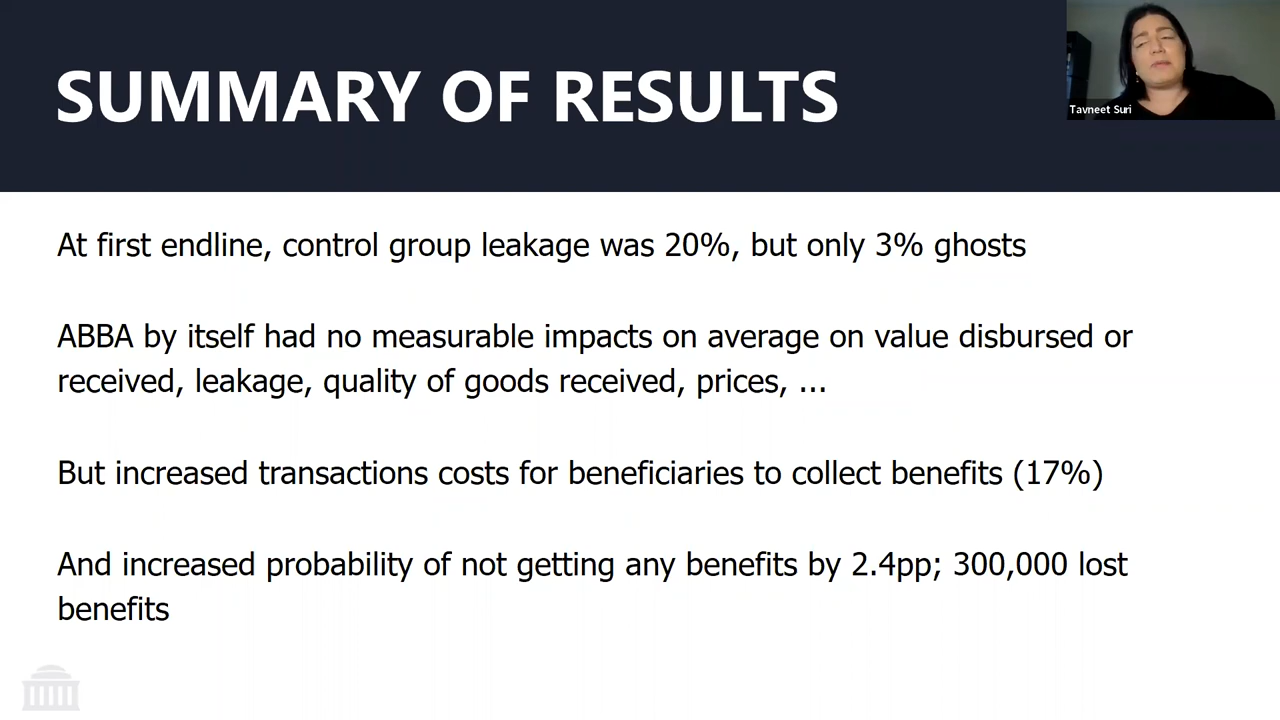 SUMMARY OF RESULTS
Tavneet Suri
At first endline, control group leakage was 20%, but only 3% ghosts
ABBA by itself had no measurable impacts on average on value disbursed or
received, leakage, quality of goods received, prices, ...
But increased transactions costs for beneficiaries to collect benefits (17%)
And increased probability of not getting any benefits by 2.4pp; 300,000 lost
benefits